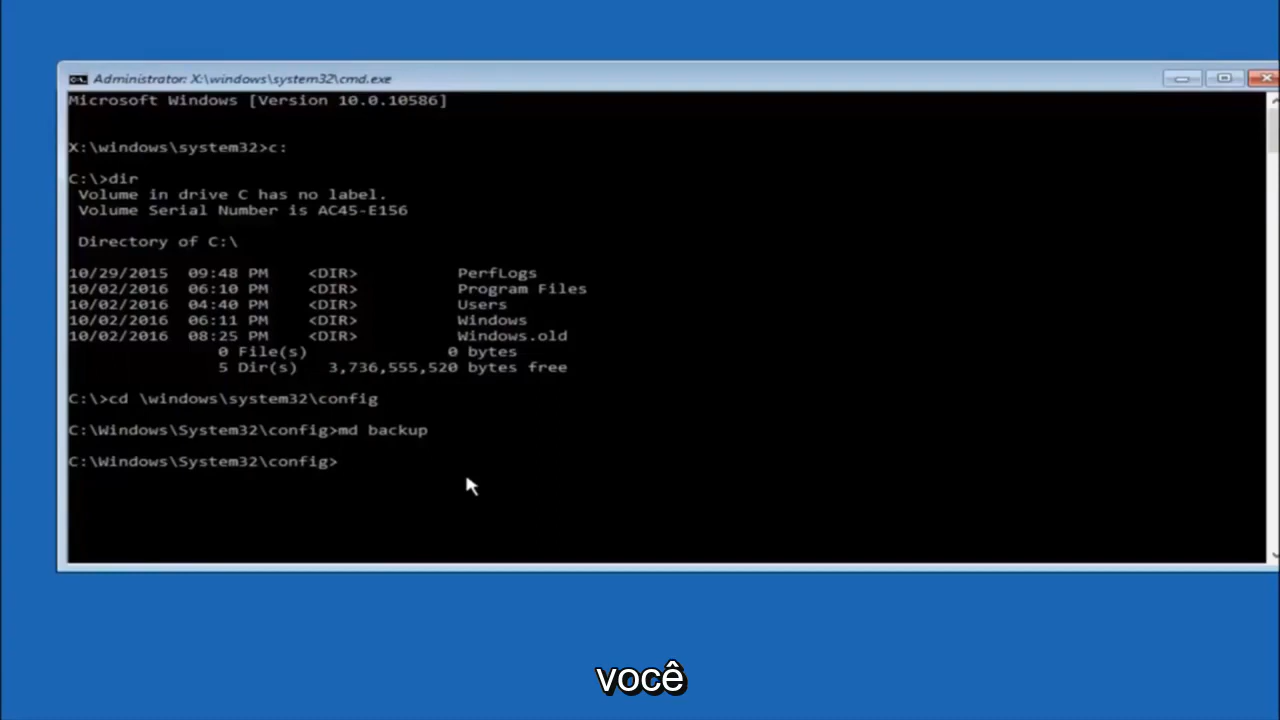 Administrator: X:\windows\system32\cmd.exe
Microsoft Windows [Version 10.0.10586]
X:\windows\system32>c:
C:\>dir
Volume in drive C has no label.
Volume Serial Number is AC45-E156
Directory of C:\
10/29/2015 09:48 PM <DIR> PerfLogs
10/02/2016 06:10 PM <DIR> Program Files
10/02/2016 04:40 PM <DIR> Users
10/02/2016 06:11 PM <DIR> Windows
10/02/2016 08:25 PM <DIR> Windows.old
0 File(s) 0 bytes
5 Dir(s) 3,736,555,520 bytes free
C:\>cd \windows\system32\config
C:\Windows\System32\config>md backup
C:\Windows\System32\config>
você